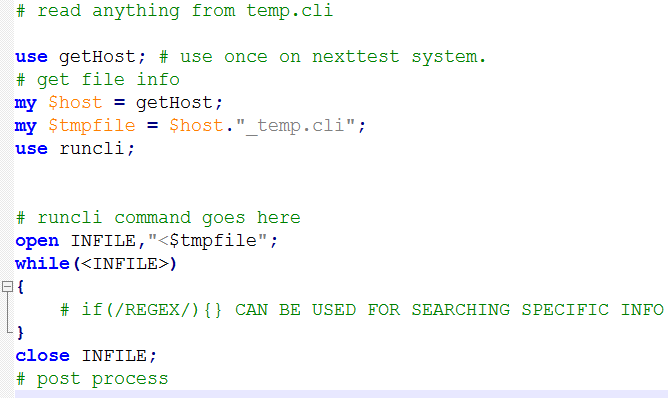 # read anything from temp.cli
use getHost; # use once on nexttest system.
# get file info
my $host = getHost;
my $tmpfile = $host."_temp.cli";
use runcli;
# runcli command goes here
open INFILE,"<$tmpfile";
while(<INFILE>)
{
# if(/REGEX/){} CAN BE USED FOR SEARCHING SPECIFIC INFO
}
close INFILE;
# post process